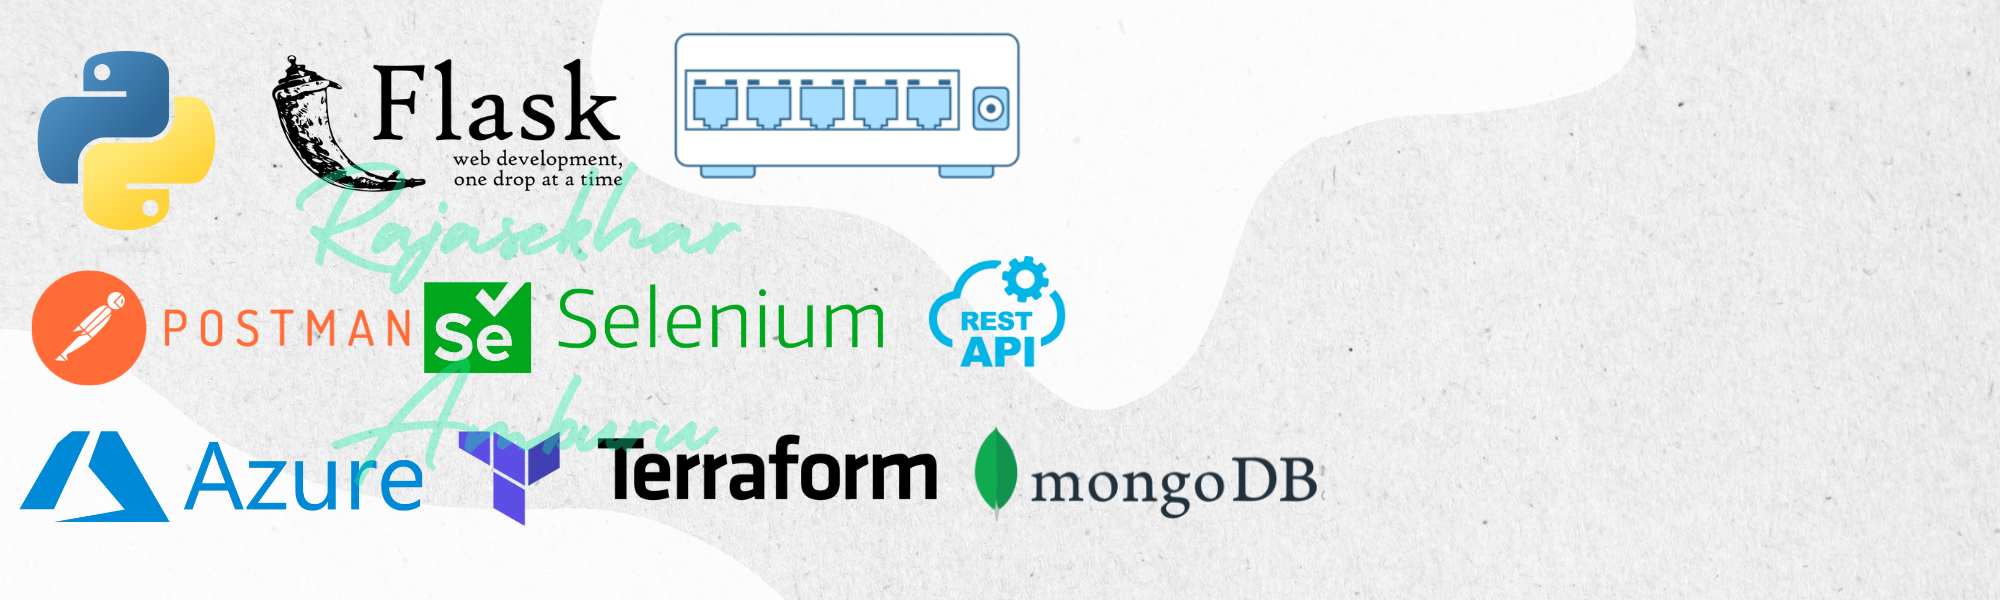 Flask
web development,
one drop at a time
Rajasekhar
POSTMAN
Se Selenium
REST
API
Amburu
Azure
Terraform
mongoDB